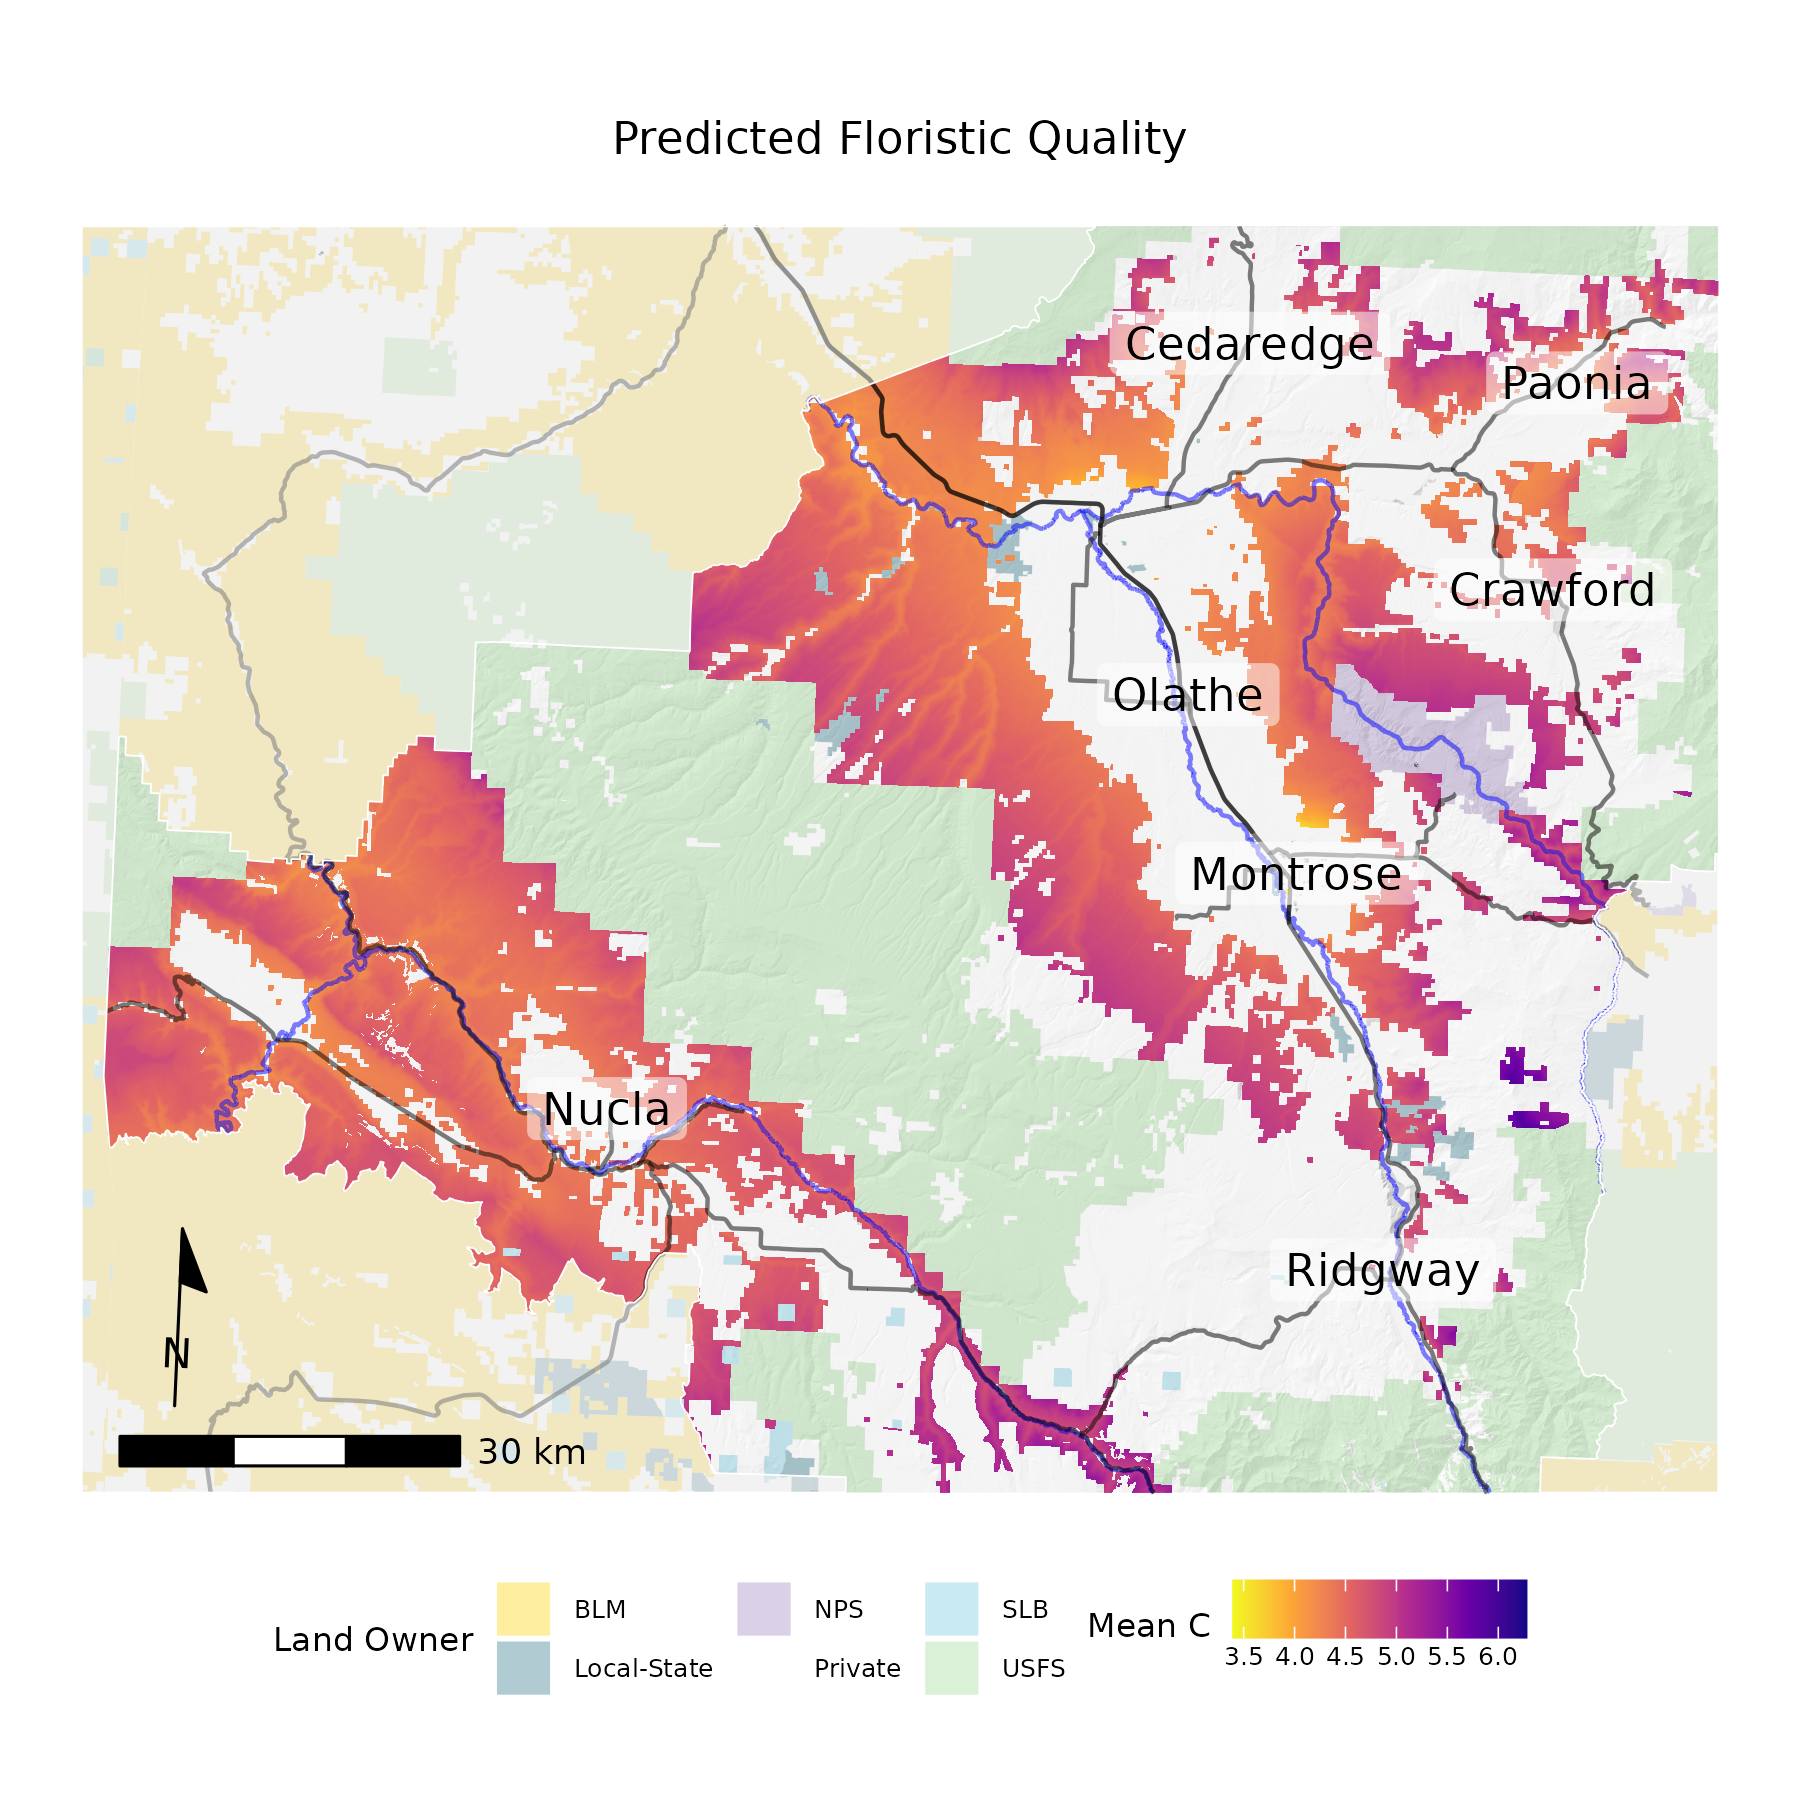 Predicted Floristic Quality
Cedaredge
Paonia
Crawford
Olathe
Montrose
Nucla
Ridgway
N
30 km
Land Owner
BLM
NPS
SLB
Local-State
Private
USFS
Mean C
3.5 4.0 4.5 5.0 5.5 6.0